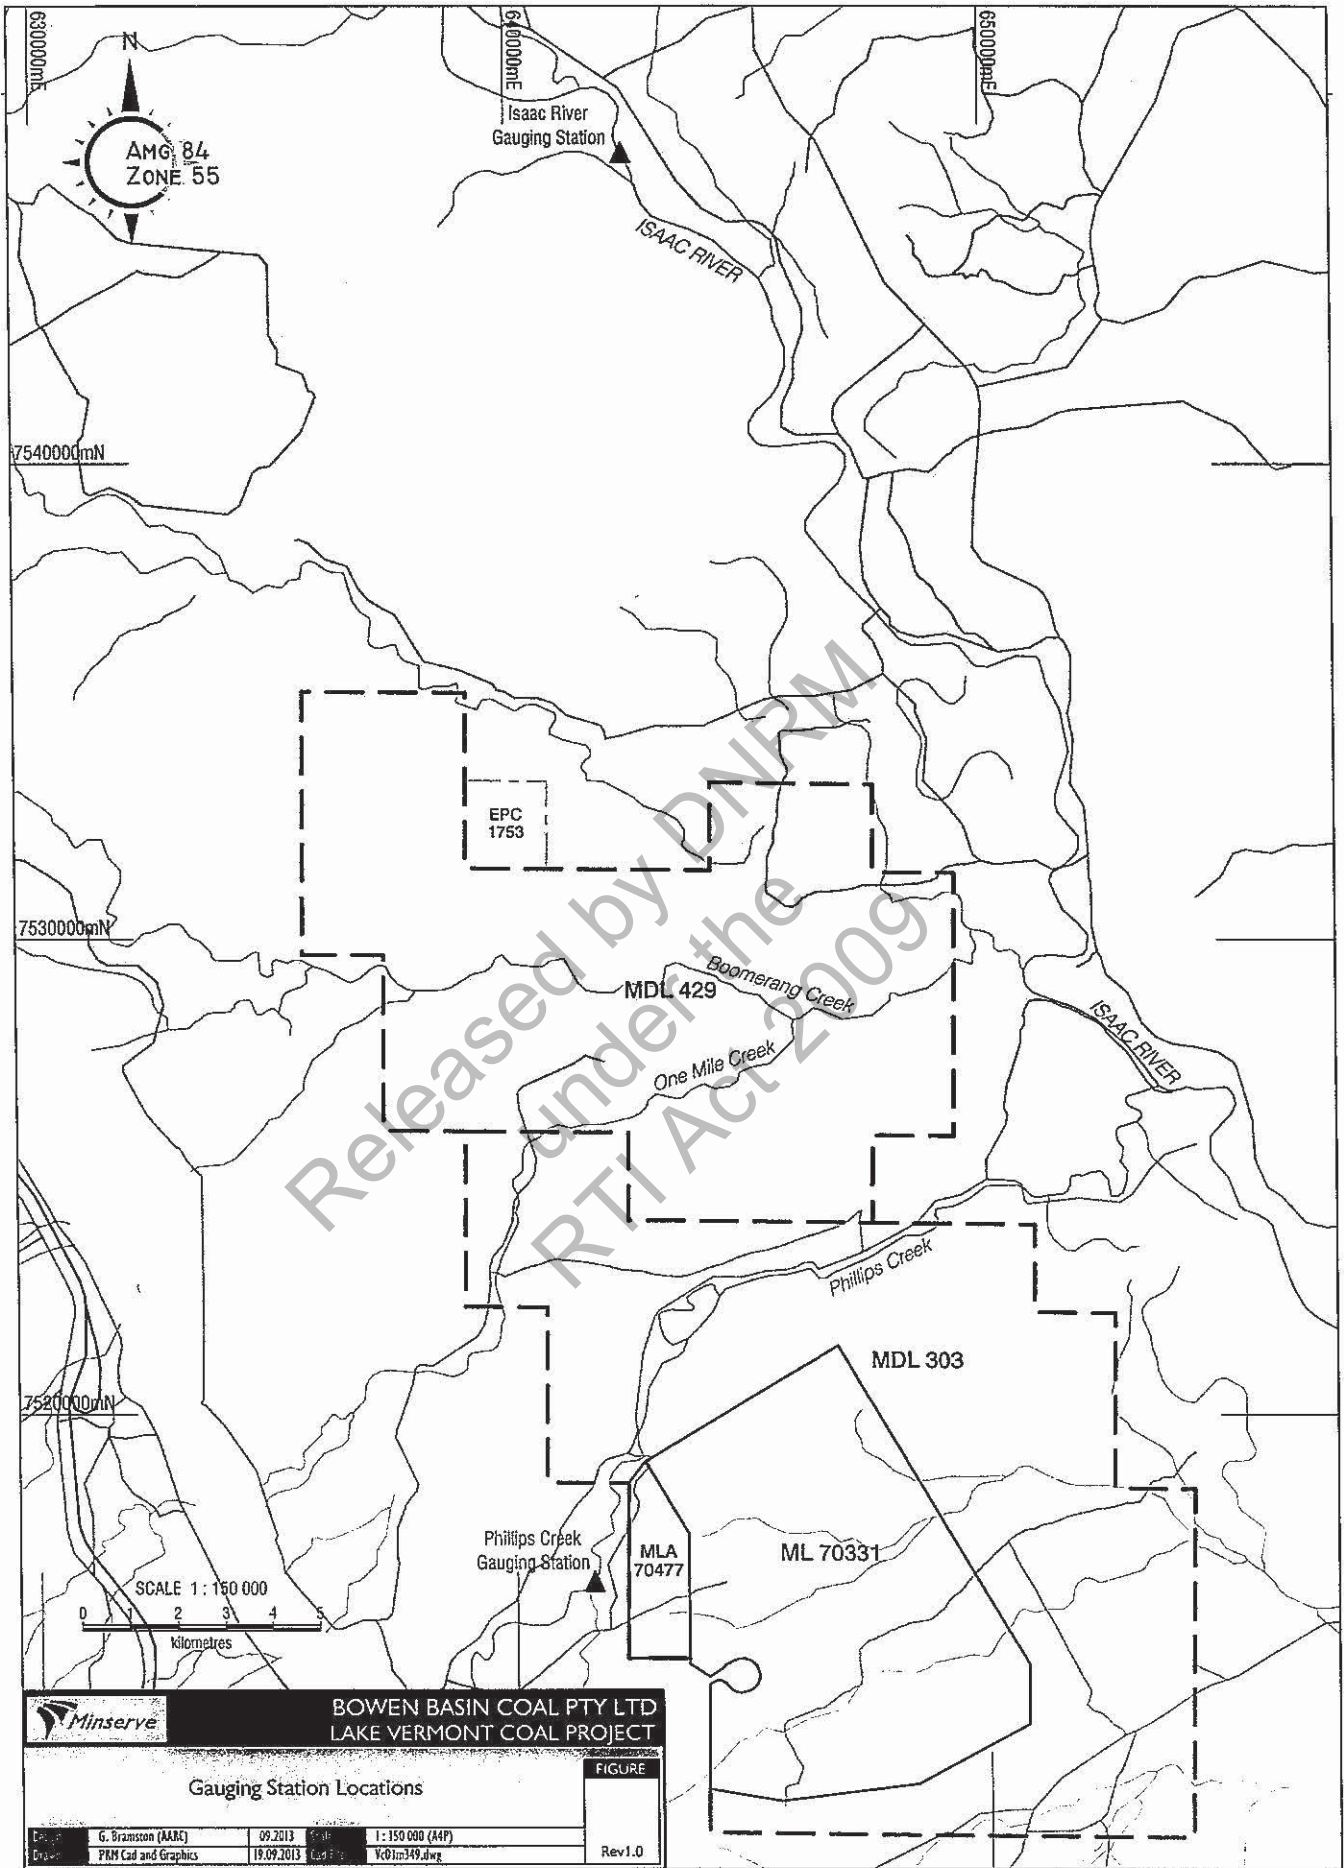 630000mE
640000mE
650000mE
N
AMG 84
ZONE 55
Isaac River
Gauging Station
ISAAC RIVER
7540000mN
EPC
1753
7530000mN
MDL 429
Boomerang Creek
One Mile Creek
ISAAC RIVER
Phillips Creek
MDL 303
7520000mN
Phillips Creek
Gauging Station
MLA
70477
ML 70331
SCALE 1 : 150 000
0 1 2 3 4 5
kilometres
Released by DNRM
under the
RTI Act 2009
Minserve
BOWEN BASIN COAL PTY LTD
LAKE VERMONT COAL PROJECT
Gauging Station Locations
FIGURE
G. Bramston (AARC) 09.2013 1 : 150 000 (A4P)
PRM Cad and Graphics 19.09.2013 Vc01m349.dwg
Rev1.0